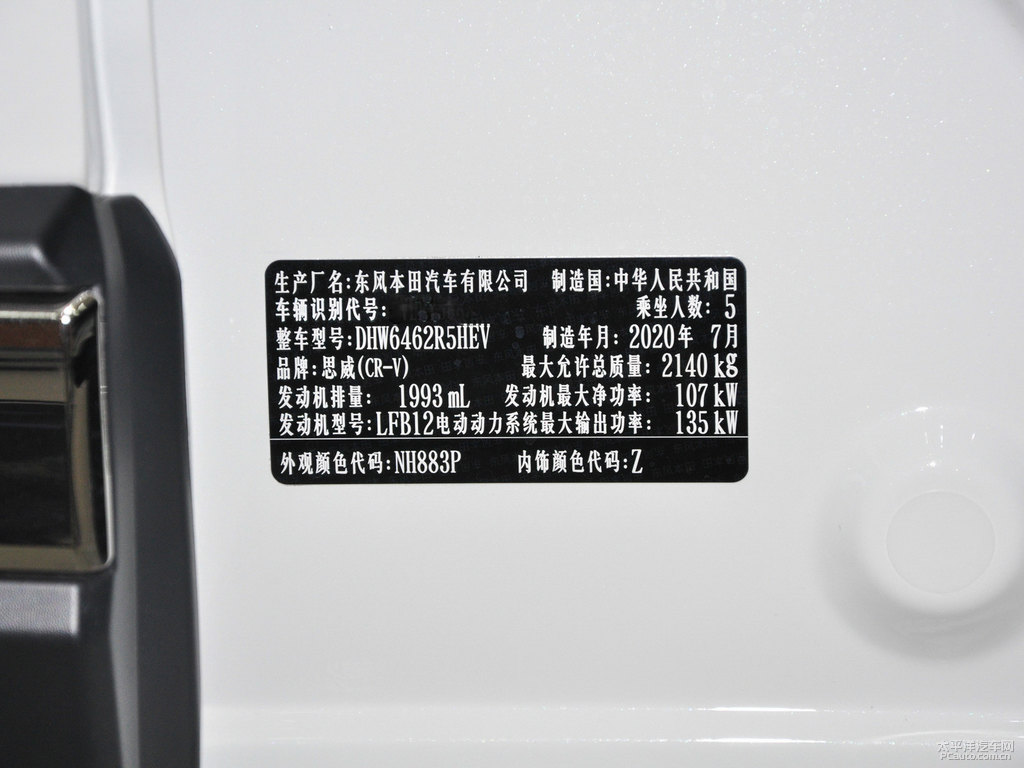 生产厂名:东风本田汽车有限公司 制造国:中华人民共和国
车辆识别代号: 乘坐人数: 5
整车型号:DHW6462R5HEV 制造年月: 2020年 7月
品牌:思威(CR-V) 最大允许总质量: 2140 kg
发动机排量: 1993 mL 发动机最大净功率: 107 kW
发动机型号:LFB12电动动力系统最大输出功率: 135 kW
外观颜色代码:NH883P 内饰颜色代码:Z
太平洋汽车网
PCauto.com.cn